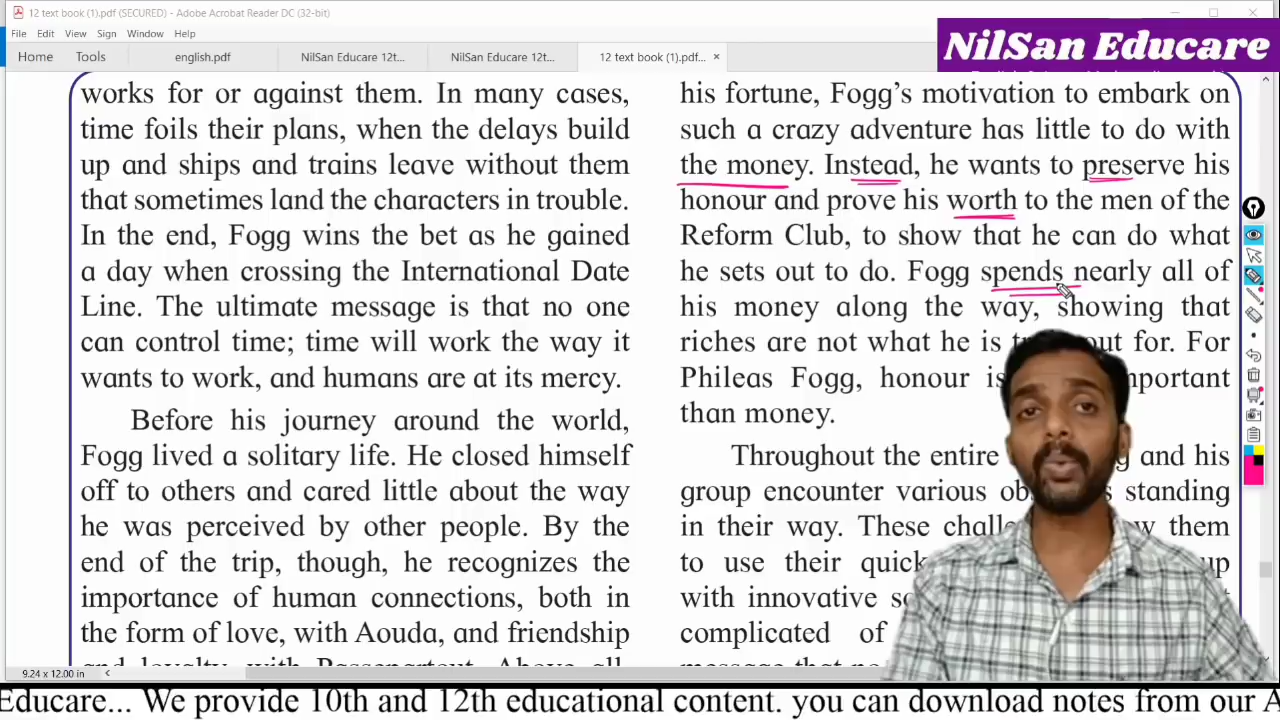 12 text book (1).pdf (SECURED) - Adobe Acrobat Reader DC (32-bit)
File Edit View Sign Window Help
Home Tools english.pdf NilSan Educare 12t... NilSan Educare 12t... 12 text book (1).pdf... ×
NilSan Educare
works for or against them. In many cases,
time foils their plans, when the delays build
up and ships and trains leave without them
that sometimes land the characters in trouble.
In the end, Fogg wins the bet as he gained
a day when crossing the International Date
Line. The ultimate message is that no one
can control time; time will work the way it
wants to work, and humans are at its mercy.
Before his journey around the world,
Fogg lived a solitary life. He closed himself
off to others and cared little about the way
he was perceived by other people. By the
end of the trip, though, he recognizes the
importance of human connections, both in
the form of love, with Aouda, and friendship
and loyalty, with Passepartout. Above all,
his fortune, Fogg's motivation to embark on
such a crazy adventure has little to do with
the money. Instead, he wants to preserve his
honour and prove his worth to the men of the
Reform Club, to show that he can do what
he sets out to do. Fogg spends nearly all of
his money along the way, showing that
riches are not what he is out for. For
Phileas Fogg, honour is
than money.
Throughout the entire and his
group encounter various standing
in their way. These them
to use their quick up
with innovative
complicated of
message that
9.24 x 12.00 in
Educare... We provide 10th and 12th educational content. you can download notes from our A